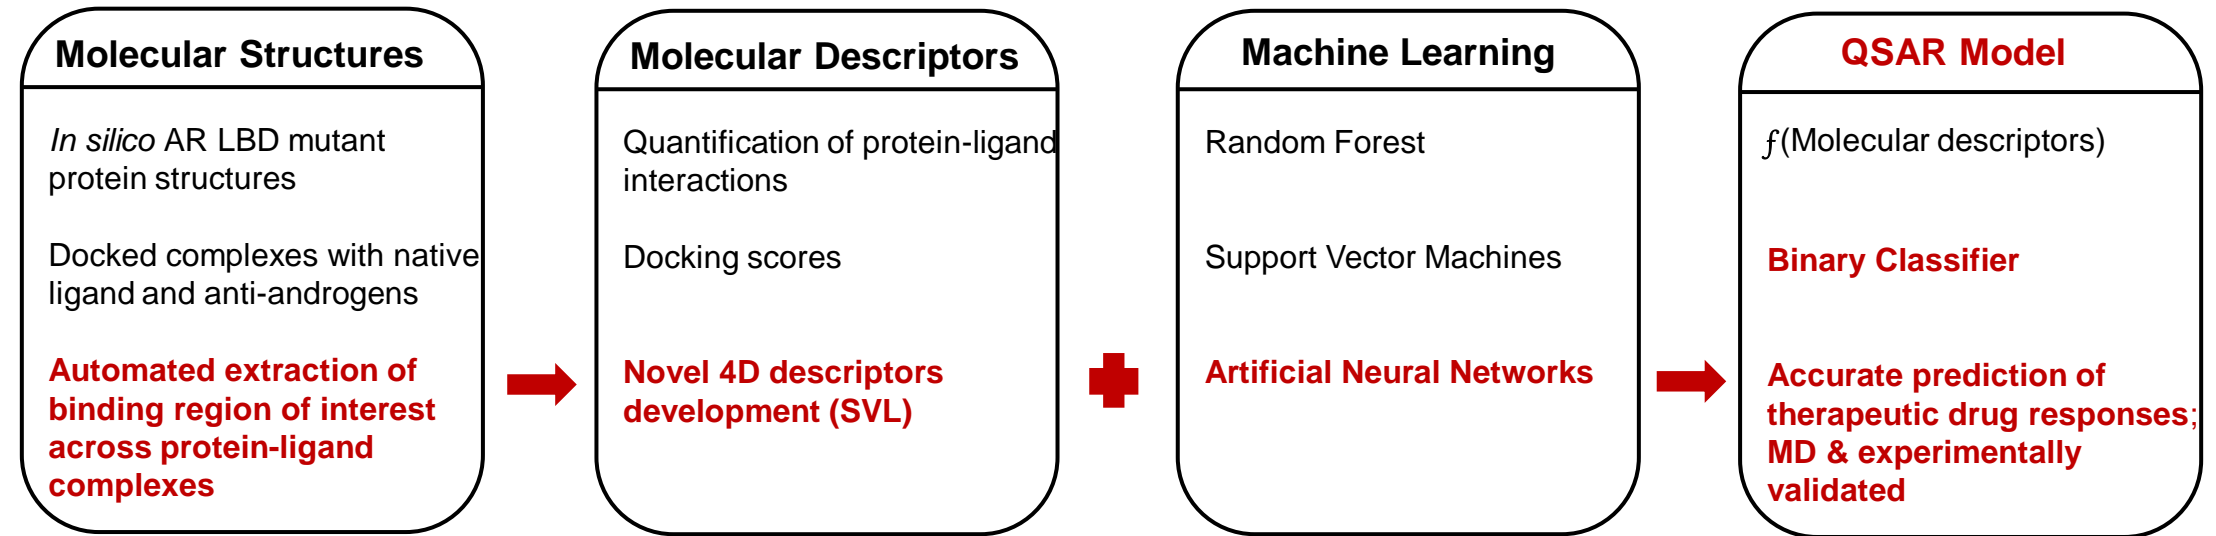 Molecular Structures
In silico AR LBD mutant
protein structures
Docked complexes with native
ligand and anti-androgens
Automated extraction of
binding region of interest
across protein-ligand
complexes
Molecular Descriptors
Quantification of protein-ligand
interactions
Docking scores
Novel 4D descriptors
development (SVL)
Machine Learning
Random Forest
Support Vector Machines
Artificial Neural Networks
QSAR Model
ƒ(Molecular descriptors)
Binary Classifier
Accurate prediction of
therapeutic drug responses;
MD & experimentally
validated